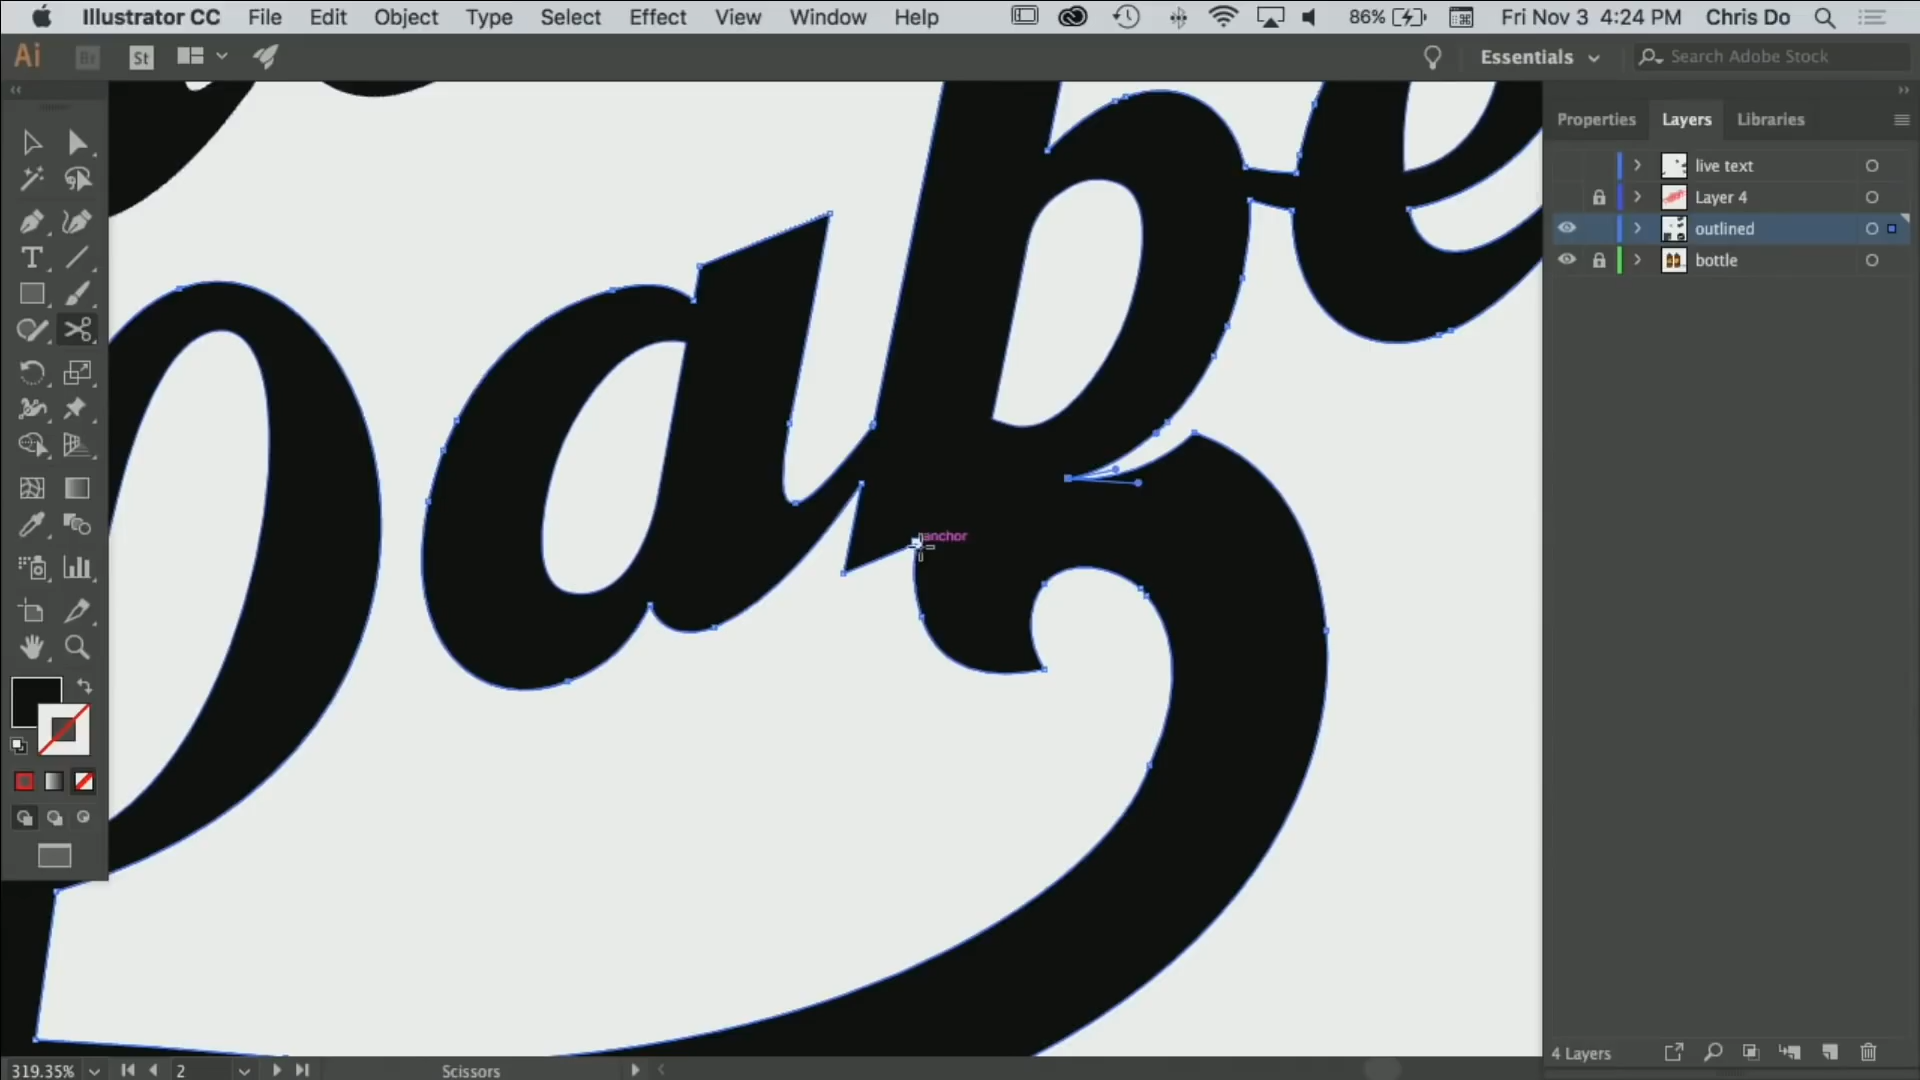 Illustrator CC File Edit Object Type Select Effect View Window Help 86% Fri Nov 3 4:24 PM Chris Do
Ai Br St Essentials Search Adobe Stock
Properties Layers Libraries
live text
Layer 4
outlined
bottle
anchor
4 Layers
319.35% 2 Scissors